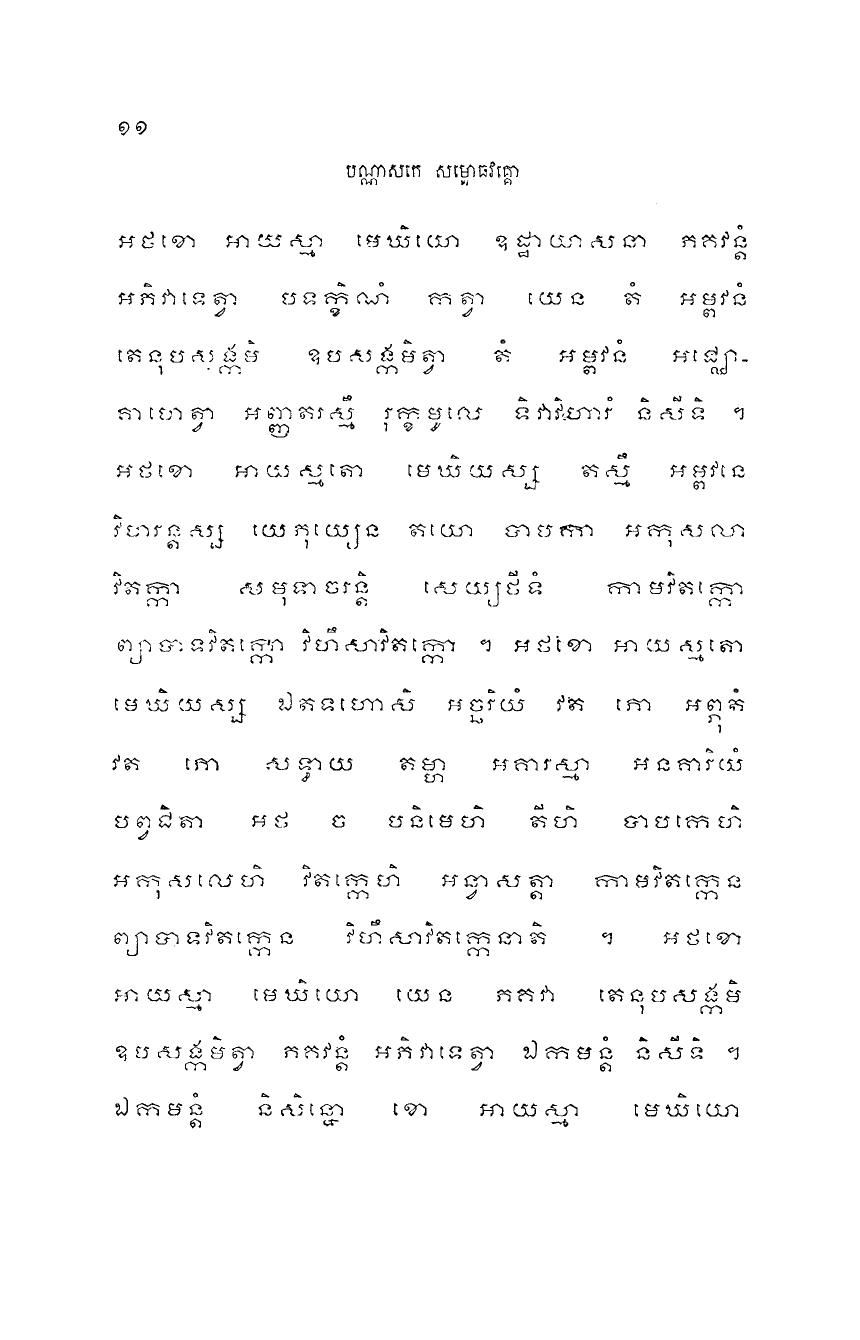 ១១
បណ្ណាសកេ សម្ពោធវគ្គោ
អថខោ អាយស្មា មេឃិយោ ឧដ្ឋាយាសនា ភគវន្តំ
អភិវាទេត្វា បទក្ខិណំ កត្វា យេន តំ អម្ពវនំ
តេនុបសង្កមិ ឧបសង្កមិត្វា តំ អម្ពវនំ អជ្ឈោ-
គាហេត្វា អញ្ញតរស្មឹ រុក្ខមូលេ ទិវាវិហារំ និសីទិ ។
អថខោ អាយស្មតោ មេឃិយស្ស តស្មឹ អម្ពវនេ
វិហរន្តស្ស យេភុយ្យេន តយោ បាបកា អកុសលា
វិតក្កា សមុទាចរន្តិ សេយ្យថីទំ កាមវិតក្កោ
ព្យាបាទវិតក្កោ វិហឹសាវិតក្កោ ។ អថខោ អាយស្មតោ
មេឃិយស្ស ឯតទហោសិ អច្ឆរិយំ វត ភោ អព្ភុតំ
វត ភោ សទ្ធាយ តម្ហា អគារស្មា អនគារិយំ
បព្វជិតា អថ ច បនិមេហិ តីហិ បាបកេហិ
អកុសលេហិ វិតក្កេហិ អន្វាសត្តា កាមវិតក្កេន
ព្យាបាទវិតក្កេន វិហឹសាវិតក្កេនាតិ ។ អថខោ
អាយស្មា មេឃិយោ យេន ភគវា តេនុបសង្កមិ
ឧបសង្កមិត្វា ភគវន្តំ អភិវាទេត្វា ឯកមន្តំ និសីទិ ។
ឯកមន្តំ និសិន្នោ ខោ អាយស្មា មេឃិយោ